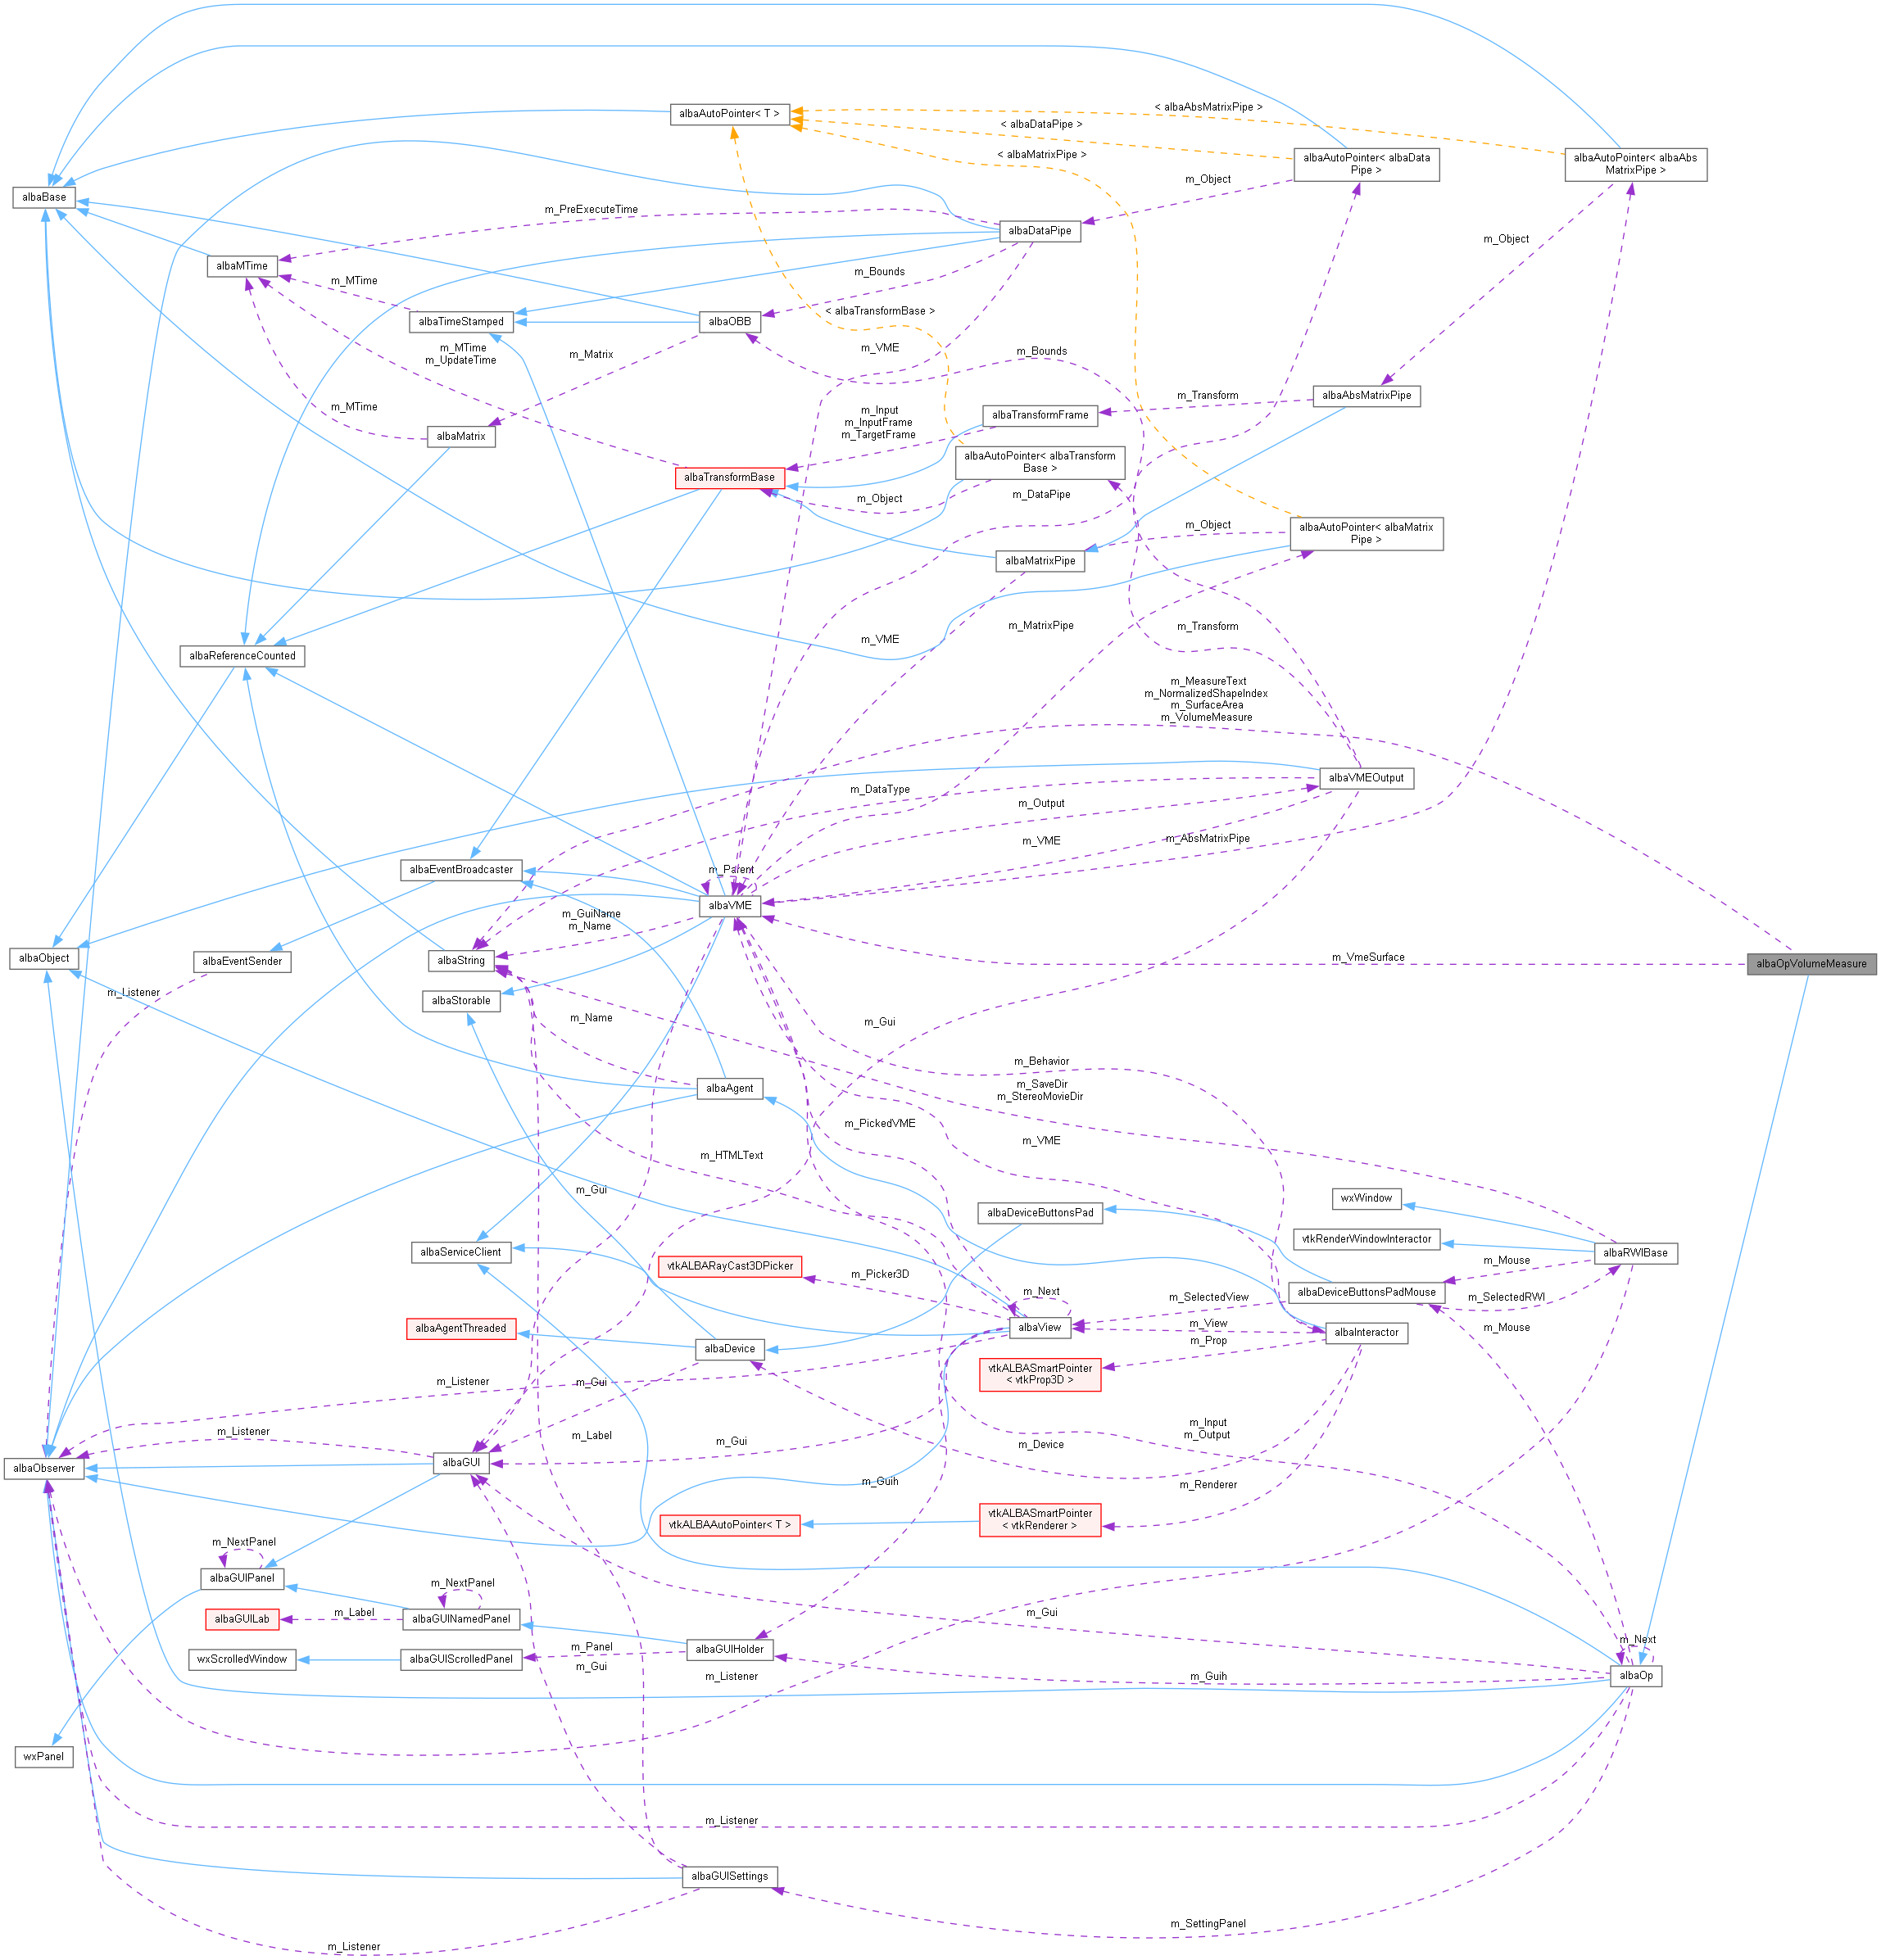 albaAutoPointer< T >
< albaAbsMatrixPipe >
< albaDataPipe >
< albaMatrixPipe >
albaAutoPointer< albaData
Pipe >
albaAutoPointer< albaAbs
MatrixPipe >
albaBase
m_Object
m_PreExecuteTime
albaDataPipe
m_Object
albaMTime
m_Bounds
m_MTime
albaTimeStamped
albaOBB
< albaTransformBase >
m_MTime
m_UpdateTime
m_Matrix
m_VME
m_Bounds
m_MTime
albaMatrix
m_Input
m_InputFrame
m_TargetFrame
albaTransformFrame
m_Transform
albaAbsMatrixPipe
albaTransformBase
albaAutoPointer< albaTransform
Base >
m_Object
m_DataPipe
m_Object
albaAutoPointer< albaMatrix
Pipe >
albaMatrixPipe
albaReferenceCounted
m_VME
m_MatrixPipe
m_Transform
m_MeasureText
m_NormalizedShapeIndex
m_SurfaceArea
m_VolumeMeasure
m_DataType
m_Output
albaVMEOutput
m_VME
m_AbsMatrixPipe
albaEventBroadcaster
m_Parent
albaVME
m_GuiName
m_Name
albaObject
albaEventSender
albaString
m_VmeSurface
albaOpVolumeMeasure
m_Listener
albaStorable
m_Name
m_Gui
m_Behavior
albaAgent
m_SaveDir
m_StereoMovieDir
m_PickedVME
m_VME
m_HTMLText
m_Gui
albaDeviceButtonsPad
wxWindow
albaServiceClient
vtkRenderWindowInteractor
albaRWIBase
vtkALBARayCast3DPicker
m_Picker3D
m_Next
m_SelectedView
albaDeviceButtonsPadMouse
m_Mouse
m_SelectedRWI
albaAgentThreaded
albaView
m_View
albaInteractor
m_Mouse
albaDevice
m_Prop
vtkALBASmartPointer
< vtkProp3D >
m_Listener
m_Gui
m_Listener
m_Label
m_Gui
m_Device
m_Input
m_Output
albaObserver
albaGUI
m_Guih
m_Renderer
vtkALBAAutoPointer< T >
vtkALBASmartPointer
< vtkRenderer >
m_NextPanel
albaGUIPanel
m_NextPanel
albaGUILab
m_Label
albaGUINamedPanel
m_Gui
m_Next
wxScrolledWindow
albaGUIScrolledPanel
m_Panel
m_Gui
albaGUIHolder
m_Listener
m_Guih
albaOp
wxPanel
m_Listener
albaGUISettings
m_SettingPanel
m_Listener